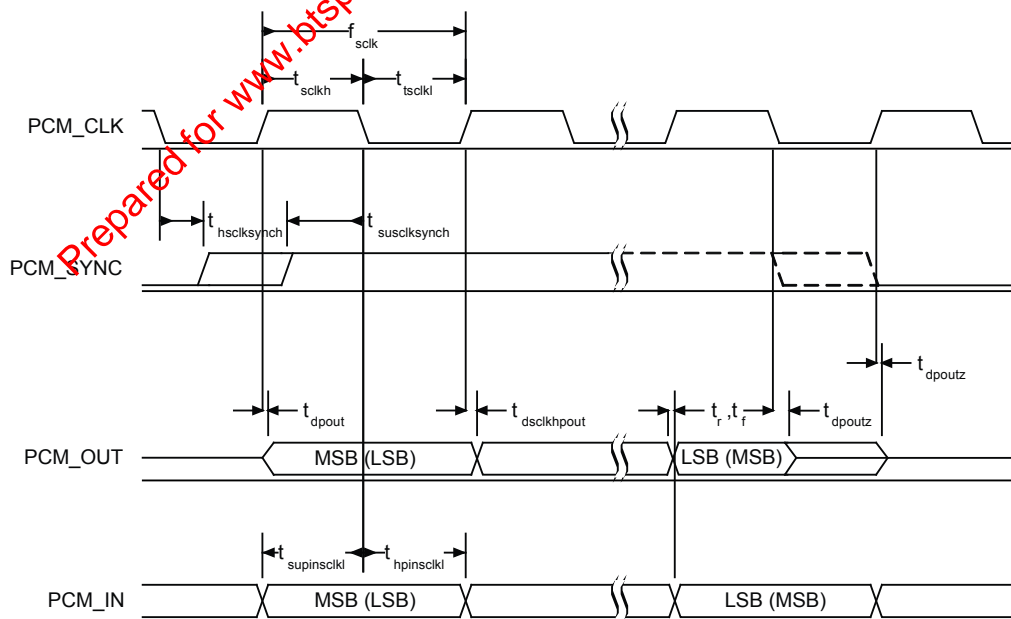 Prepared for www.btsp
f sclk
t sclkh
t tsclkl
PCM_CLK
t hsclksynch
t susclksynch
PCM_SYNC
t dpoutz
t dpout
t dsclkhpout
t r ,t f
t dpoutz
PCM_OUT
MSB (LSB)
LSB (MSB)
t supinsclkl
t hpinsclkl
PCM_IN
MSB (LSB)
LSB (MSB)